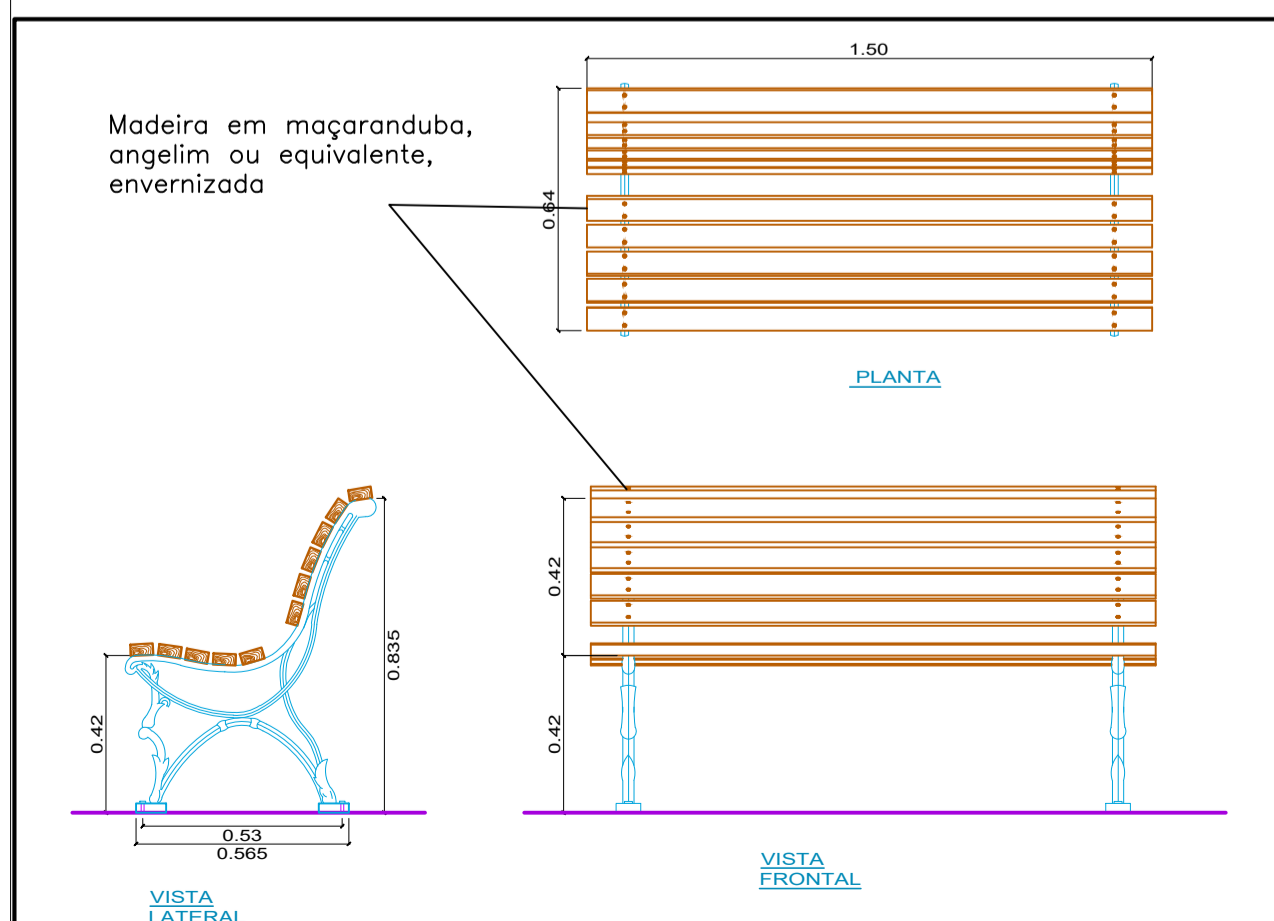 1.50
Madeira em maçaranduba,
angelim ou equivalente,
envernizada
0.64
PLANTA
0.42
0.835
0.42
0.42
0.53
0.565
VISTA
FRONTAL
VISTA
LATERAL